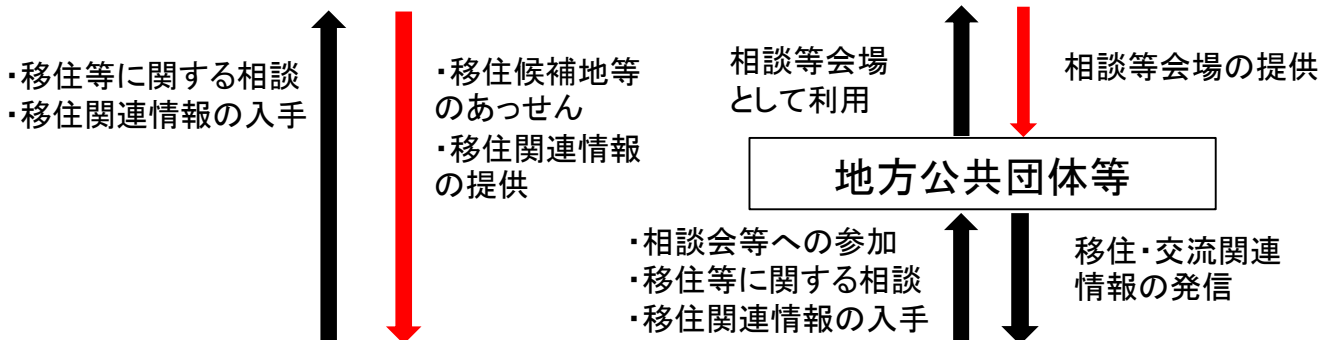 ・移住等に関する相談
・移住関連情報の入手
・移住候補地等
のあっせん
・移住関連情報
の提供
相談等会場
として利用
相談等会場の提供
地方公共団体等
・相談会等への参加
・移住等に関する相談
・移住関連情報の入手
移住・交流関連
情報の発信